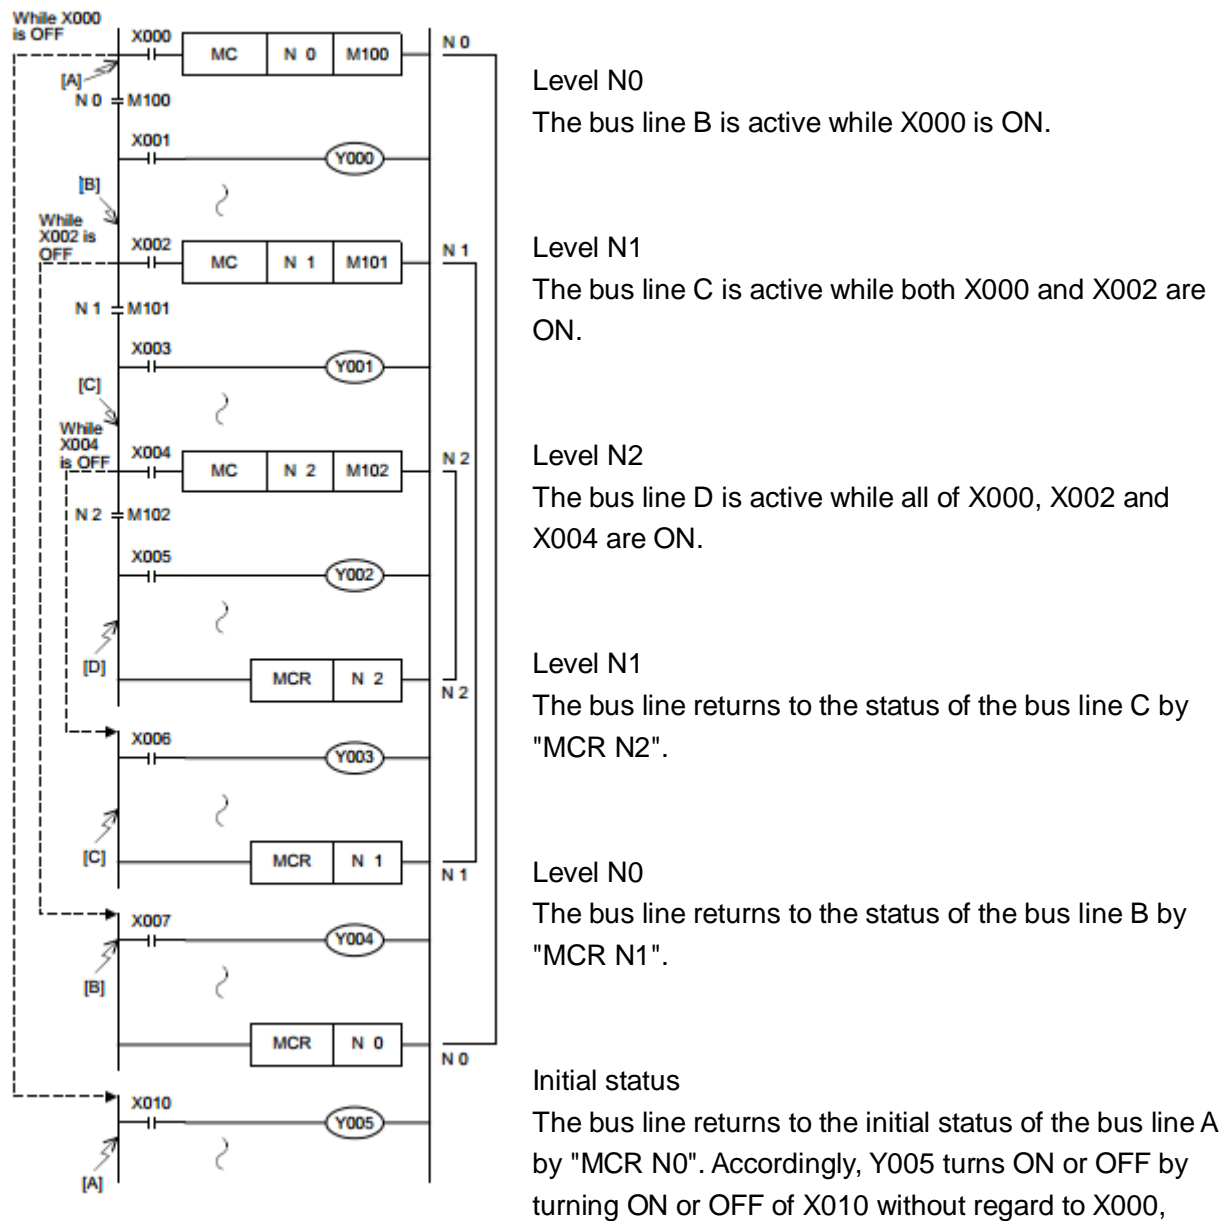 While X000
is OFF
X000
MC N 0 M100
N 0
[A]
N 0 M100
X001
Y000
[B]
While
X002 is
OFF
X002
MC N 1 M101
N 1
N 1 M101
X003
Y001
[C]
While
X004
is OFF
X004
MC N 2 M102
N 2
N 2 M102
X005
Y002
[D]
MCR N 2
N 2
X006
Y003
[C]
MCR N 1
N 1
X007
Y004
[B]
MCR N 0
N 0
X010
Y005
[A]
Level N0
The bus line B is active while X000 is ON.
Level N1
The bus line C is active while both X000 and X002 are
ON.
Level N2
The bus line D is active while all of X000, X002 and
X004 are ON.
Level N1
The bus line returns to the status of the bus line C by
"MCR N2".
Level N0
The bus line returns to the status of the bus line B by
"MCR N1".
Initial status
The bus line returns to the initial status of the bus line A
by "MCR N0". Accordingly, Y005 turns ON or OFF by
turning ON or OFF of X010 without regard to X000,